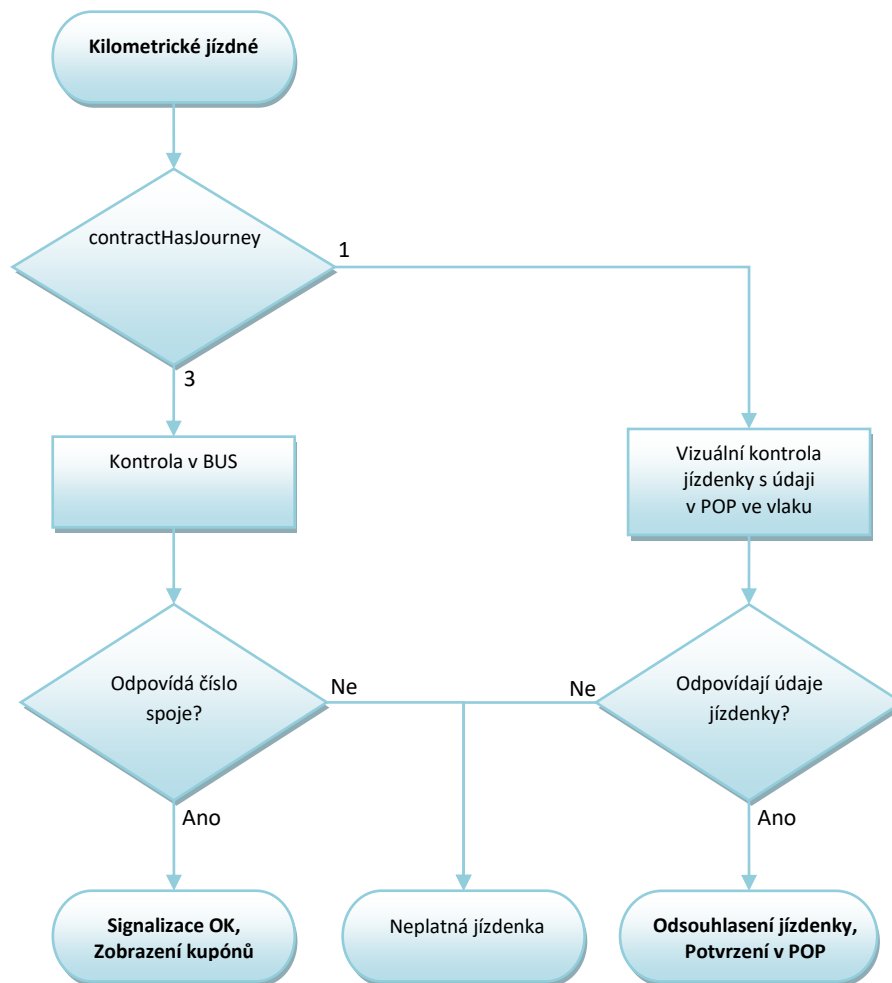 Kilometrické jízdné
contractHasJourney
1
3
Kontrola v BUS
Vizuální kontrola
jízdenky s údaji
v POP ve vlaku
Odpovídá číslo
spoje?
Ne
Ne
Odpovídají údaje
jízdenky?
Ano
Ano
Signalizace OK,
Zobrazení kupónů
Neplatná jízdenka
Odsouhlasení jízdenky,
Potvrzení v POP